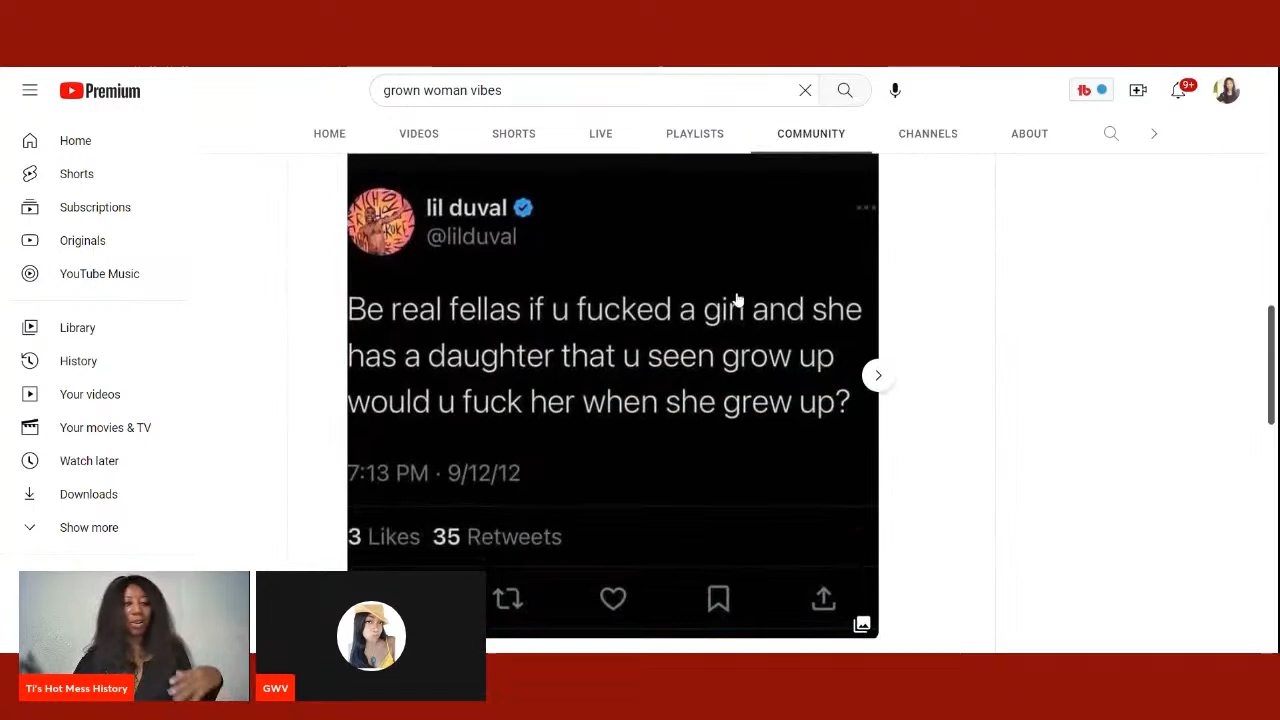 Premium
grown woman vibes
9+
HOME VIDEOS SHORTS LIVE PLAYLISTS COMMUNITY CHANNELS ABOUT
Home
Shorts
Subscriptions
Originals
YouTube Music
Library
History
Your videos
Your movies & TV
Watch later
Downloads
Show more
lil duval
@lilduval
Be real fellas if u fucked a girl and she
has a daughter that u seen grow up
would u fuck her when she grew up?
7:13 PM · 9/12/12
3 Likes 35 Retweets
Ti's Hot Mess History
GWV